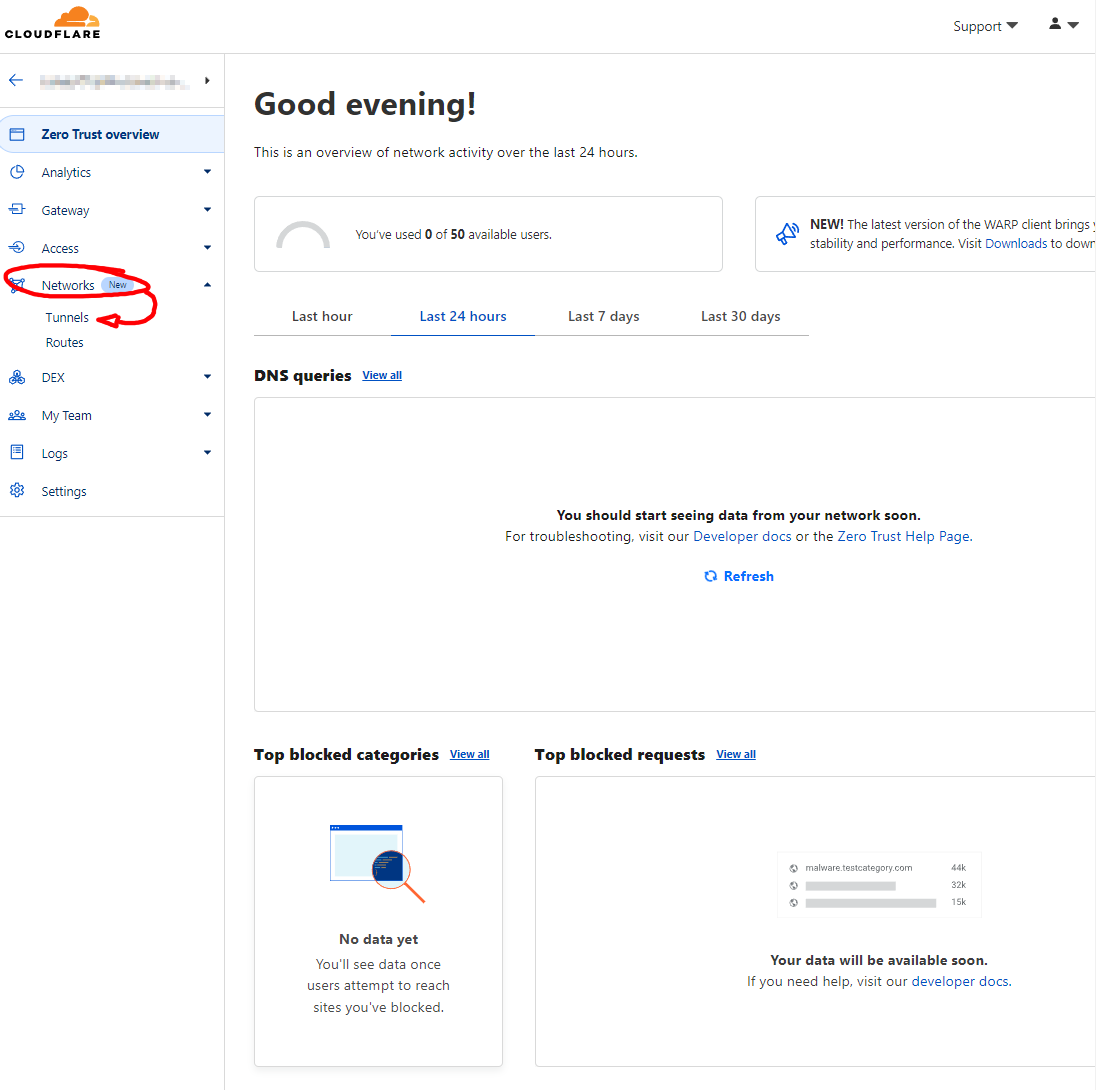 CLOUDFLARE
Support
Zero Trust overview
Analytics
Gateway
Access
Networks New
Tunnels
Routes
DEX
My Team
Logs
Settings
Good evening!
This is an overview of network activity over the last 24 hours.
You've used 0 of 50 available users.
NEW! The latest version of the WARP client brings
stability and performance. Visit Downloads to down
Last hour Last 24 hours Last 7 days Last 30 days
DNS queries View all
You should start seeing data from your network soon.
For troubleshooting, visit our Developer docs or the Zero Trust Help Page.
Refresh
Top blocked categories View all
No data yet
You'll see data once
users attempt to reach
sites you've blocked.
Top blocked requests View all
malware.testcategory.com 44k
32k
15k
Your data will be available soon.
If you need help, visit our developer docs.